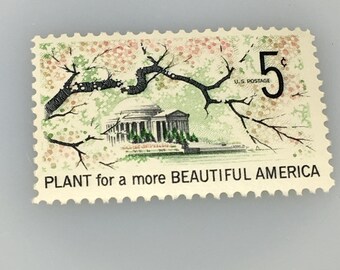 5¢
U.S. POSTAGE
PLANT for a more BEAUTIFUL AMERICA